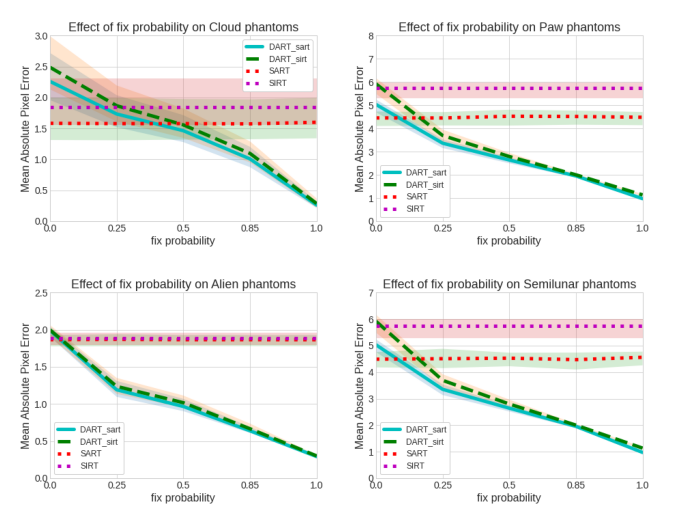 Effect of fix probability on Cloud phantoms
Mean Absolute Pixel Error
3.0
2.5
2.0
1.5
1.0
0.5
0.0
DART_sart
DART_sirt
SART
SIRT
0.0 0.25 0.5 0.85 1.0
fix probability
Effect of fix probability on Paw phantoms
Mean Absolute Pixel Error
8
7
6
5
4
3
2
1
0
DART_sart
DART_sirt
SART
SIRT
0.0 0.25 0.5 0.85 1.0
fix probability
Effect of fix probability on Alien phantoms
Mean Absolute Pixel Error
2.5
2.0
1.5
1.0
0.5
0.0
DART_sart
DART_sirt
SART
SIRT
0.0 0.25 0.5 0.85 1.0
fix probability
Effect of fix probability on Semilunar phantoms
Mean Absolute Pixel Error
7
6
5
4
3
2
1
0
DART_sart
DART_sirt
SART
SIRT
0.0 0.25 0.5 0.85 1.0
fix probability